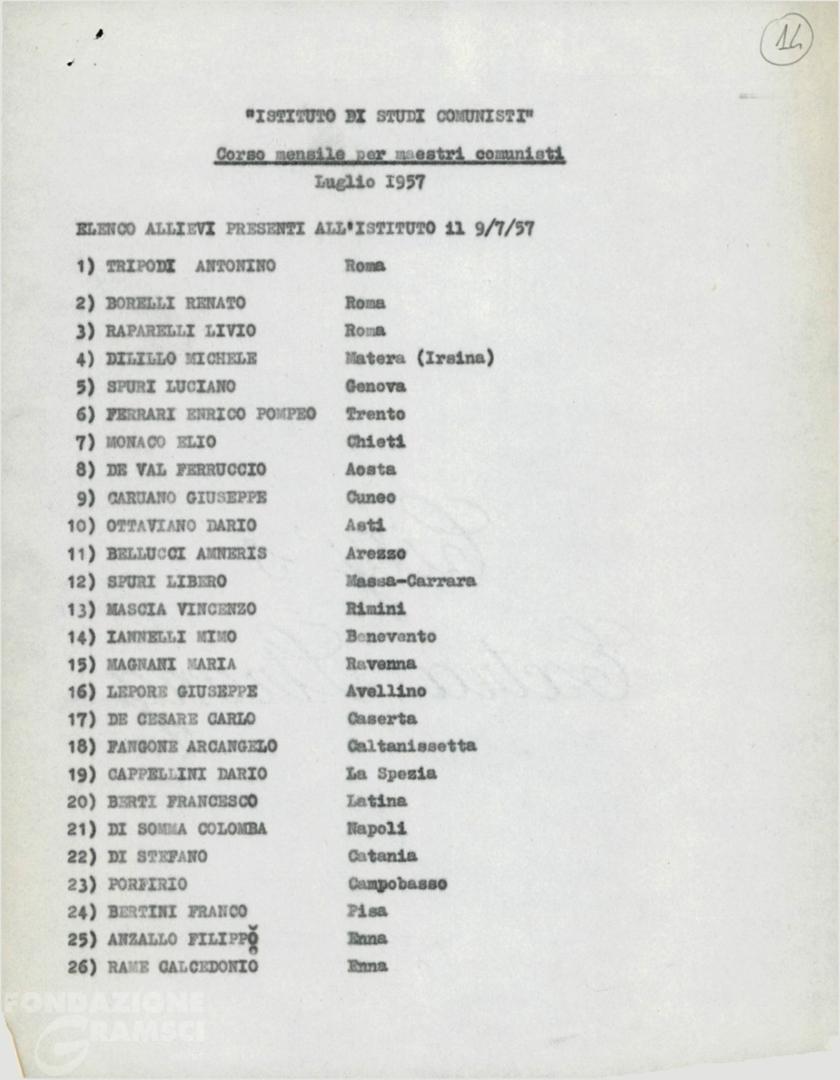 14
"ISTITUTO DI STUDI COMUNISTI"
Corso mensile per maestri comunisti
Luglio I957
ELENCO ALLIEVI PRESENTI ALL'ISTITUTO il 9/7/57
1) TRIPODI ANTONINO Roma
2) BORELLI RENATO Roma
3) RAPARELLI LIVIO Roma
4) DILILLO MICHELE Matera (Irsina)
5) SPURI LUCIANO Genova
6) FERRARI ENRICO POMPEO Trento
7) MONACO ELIO Chieti
8) DE VAL FERRUCCIO Aosta
9) CARUANO GIUSEPPE Cuneo
10) OTTAVIANO DARIO Asti
11) BELLUCCI AMNERIS Arezzo
12) SPURI LIBERO Massa-Carrara
13) MASCIA VINCENZO Rimini
14) IANNELLI MIMO Benevento
15) MAGNANI MARIA Ravenna
16) LEPORE GIUSEPPE Avellino
17) DE CESARE CARLO Caserta
18) FANGONE ARCANGELO Caltanissetta
19) CAPPELLINI DARIO La Spezia
20) BERTI FRANCESCO Latina
21) DI SOMMA COLOMBA Napoli
22) DI STEFANO Catania
23) PORFIRIO Campobasso
24) BERTINI FRANCO Pisa
25) ANZALLO FILIPPO Enna
26) RAME CALCEDONIO Enna
FONDAZIONE
GRAMSCI